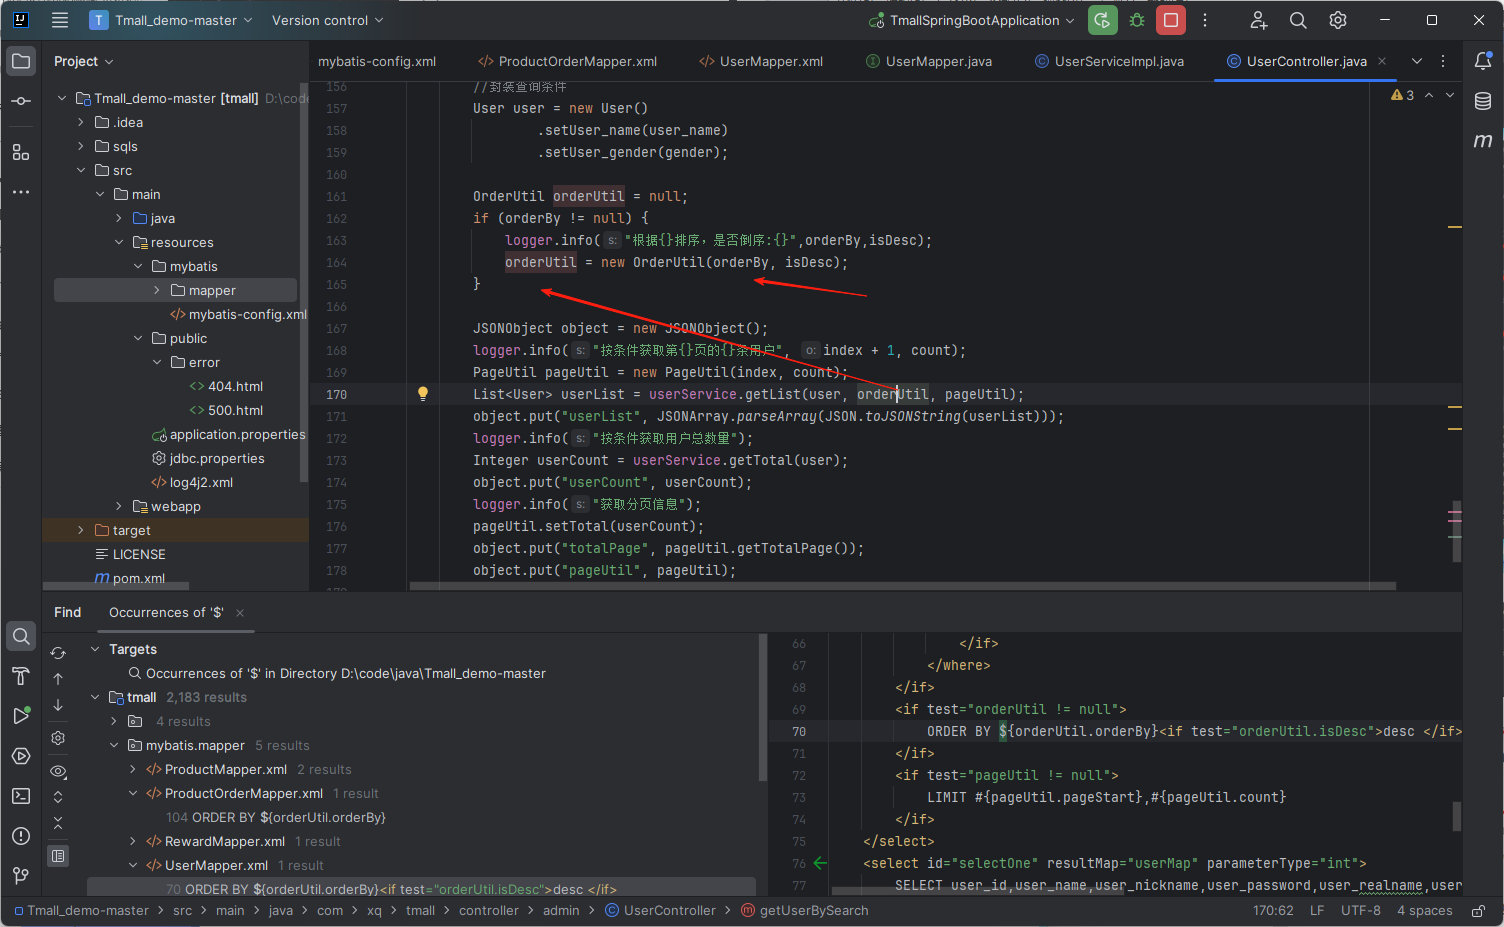 T Tmall_demo-master Version control TmallSpringBootApplication
Project
mybatis-config.xml ProductOrderMapper.xml UserMapper.xml UserMapper.java UserServiceImpl.java UserController.java
Tmall_demo-master [tmall] D:\code
.idea
sqls
src
main
java
resources
mybatis
mapper
mybatis-config.xml
public
error
404.html
500.html
application.properties
jdbc.properties
log4j2.xml
webapp
target
LICENSE
pom.xml
3
156 //封装查询条件
157 User user = new User()
158 .setUser_name(user_name)
159 .setUser_gender(gender);
160
161 OrderUtil orderUtil = null;
162 if (orderBy != null) {
163 logger.info( s: "根据{}排序，是否倒序:{}",orderBy,isDesc);
164 orderUtil = new OrderUtil(orderBy, isDesc);
165 }
166
167 JSONObject object = new JSONObject();
168 logger.info( s: "按条件获取第{}页的{}条用户", o: index + 1, count);
169 PageUtil pageUtil = new PageUtil(index, count);
170 List<User> userList = userService.getList(user, orderUtil, pageUtil);
171 object.put("userList", JSONArray.parseArray(JSON.toJSONString(userList)));
172 logger.info( s: "按条件获取用户总数量");
173 Integer userCount = userService.getTotal(user);
174 object.put("userCount", userCount);
175 logger.info( s: "获取分页信息");
176 pageUtil.setTotal(userCount);
177 object.put("totalPage", pageUtil.getTotalPage());
178 object.put("pageUtil", pageUtil);
Find Occurrences of '$'
Targets
Occurrences of '$' in Directory D:\code\java\Tmall_demo-master
tmall 2,183 results
4 results
mybatis.mapper 5 results
ProductMapper.xml 2 results
ProductOrderMapper.xml 1 result
104 ORDER BY ${orderUtil.orderBy}
RewardMapper.xml 1 result
UserMapper.xml 1 result
70 ORDER BY ${orderUtil.orderBy}<if test="orderUtil.isDesc">desc </if>
66 </if>
67 </where>
68 </if>
69 <if test="orderUtil != null">
70 ORDER BY ${orderUtil.orderBy}<if test="orderUtil.isDesc">desc </if>
71 </if>
72 <if test="pageUtil != null">
73 LIMIT #{pageUtil.pageStart},#{pageUtil.count}
74 </if>
75 </select>
76 <select id="selectOne" resultMap="userMap" parameterType="int">
77 SELECT user_id,user_name,user_nickname,user_password,user_realname,user
Tmall_demo-master > src > main > java > com > xq > tmall > controller > admin > UserController > getUserBySearch 170:62 LF UTF-8 4 spaces